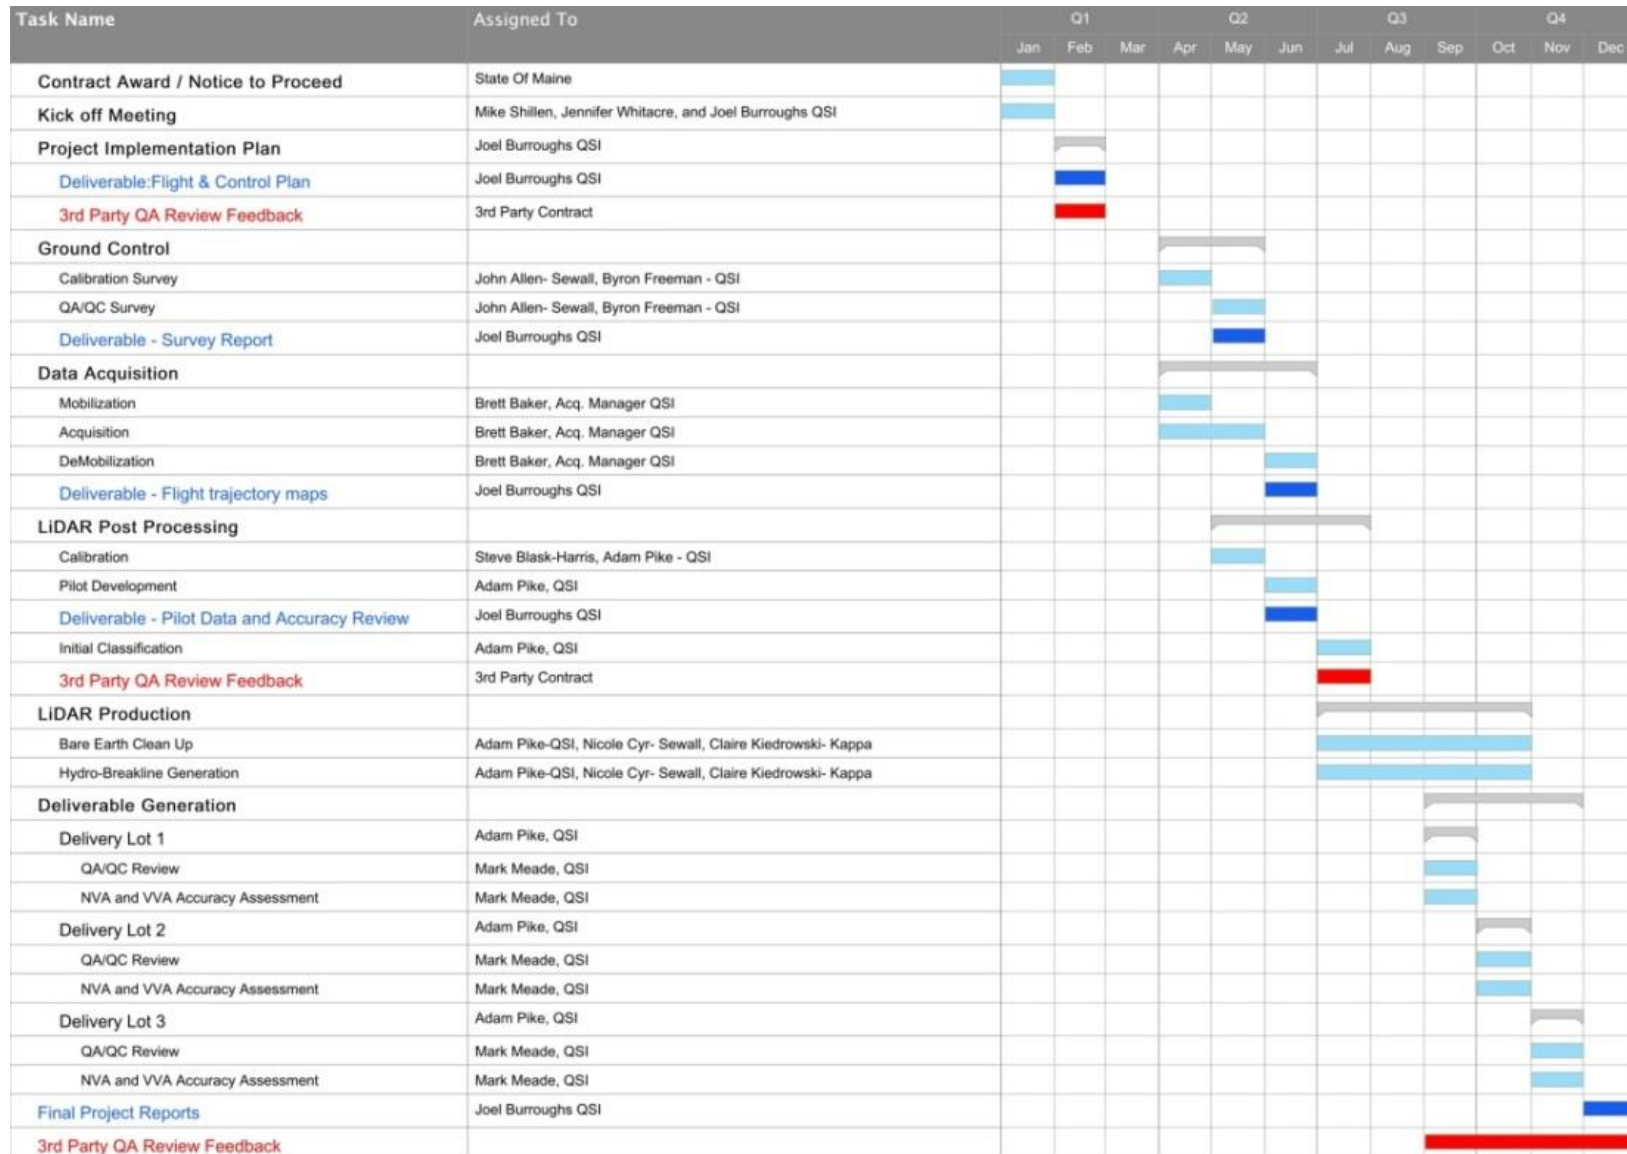 Task Name Assigned To Q1 Q2 Q3 Q4
Jan Feb Mar Apr May Jun Jul Aug Sep Oct Nov Dec
Contract Award / Notice to Proceed State Of Maine
Kick off Meeting Mike Shillen, Jennifer Whitacre, and Joel Burroughs QSI
Project Implementation Plan Joel Burroughs QSI
Deliverable:Flight & Control Plan Joel Burroughs QSI
3rd Party QA Review Feedback 3rd Party Contract
Ground Control
Calibration Survey John Allen- Sewall, Byron Freeman - QSI
QA/QC Survey John Allen- Sewall, Byron Freeman - QSI
Deliverable - Survey Report Joel Burroughs QSI
Data Acquisition
Mobilization Brett Baker, Acq. Manager QSI
Acquisition Brett Baker, Acq. Manager QSI
DeMobilization Brett Baker, Acq. Manager QSI
Deliverable - Flight trajectory maps Joel Burroughs QSI
LiDAR Post Processing
Calibration Steve Blask-Harris, Adam Pike - QSI
Pilot Development Adam Pike, QSI
Deliverable - Pilot Data and Accuracy Review Joel Burroughs QSI
Initial Classification Adam Pike, QSI
3rd Party QA Review Feedback 3rd Party Contract
LiDAR Production
Bare Earth Clean Up Adam Pike-QSI, Nicole Cyr- Sewall, Claire Kiedrowski- Kappa
Hydro-Breakline Generation Adam Pike-QSI, Nicole Cyr- Sewall, Claire Kiedrowski- Kappa
Deliverable Generation
Delivery Lot 1 Adam Pike, QSI
QA/QC Review Mark Meade, QSI
NVA and VVA Accuracy Assessment Mark Meade, QSI
Delivery Lot 2 Adam Pike, QSI
QA/QC Review Mark Meade, QSI
NVA and VVA Accuracy Assessment Mark Meade, QSI
Delivery Lot 3 Adam Pike, QSI
QA/QC Review Mark Meade, QSI
NVA and VVA Accuracy Assessment Mark Meade, QSI
Final Project Reports Joel Burroughs QSI
3rd Party QA Review Feedback